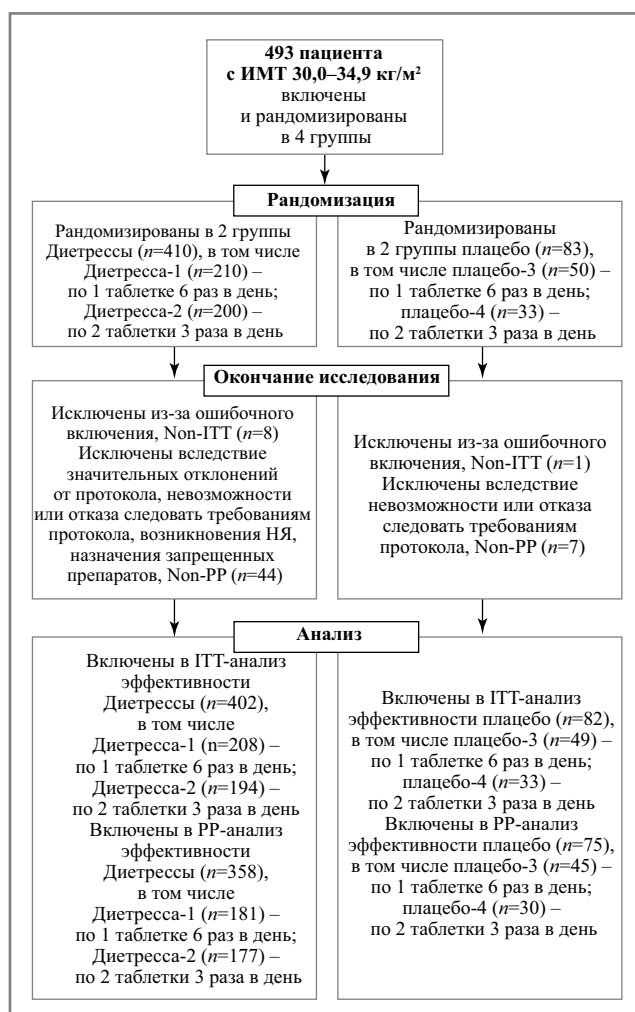 493 пациента
с ИМТ 30,0–34,9 кг/м²
включены
и рандомизированы
в 4 группы
Рандомизация
Рандомизированы в 2 группы
Диетрессы (n=410), в том числе
Диетресса-1 (n=210) –
по 1 таблетке 6 раз в день;
Диетресса-2 (n=200) –
по 2 таблетки 3 раза в день
Рандомизированы
в 2 группы плацебо (n=83),
в том числе плацебо-3 (n=50) –
по 1 таблетке 6 раз в день;
плацебо-4 (n=33) –
по 2 таблетки 3 раза в день
Окончание исследования
Исключены из-за ошибочного
включения, Non-ITT (n=8)
Исключены вследствие
значительных отклонений
от протокола, невозможности
или отказа следовать требованиям
протокола, возникновения НЯ,
назначения запрещенных
препаратов, Non-PP (n=44)
Исключены из-за ошибочного
включения, Non-ITT (n=1)
Исключены вследствие
невозможности или отказа
следовать требованиям
протокола, Non-PP (n=7)
Анализ
Включены в ITT-анализ
эффективности
Диетрессы (n=402),
в том числе
Диетресса-1 (n=208) –
по 1 таблетке 6 раз в день;
Диетресса-2 (n=194) –
по 2 таблетки 3 раза в день
Включены в PP-анализ
эффективности
Диетрессы (n=358),
в том числе
Диетресса-1 (n=181) –
по 1 таблетке 6 раз в день;
Диетресса-2 (n=177) –
по 2 таблетки 3 раза в день
Включены в ITT-анализ
эффективности плацебо (n=82),
в том числе плацебо-3 (n=49) –
по 1 таблетке 6 раз в день;
плацебо-4 (n=33) –
по 2 таблетки 3 раза в день
Включены в PP-анализ
эффективности плацебо (n=75),
в том числе плацебо-3 (n=45) –
по 1 таблетке 6 раз в день;
плацебо-4 (n=30) –
по 2 таблетки 3 раза в день